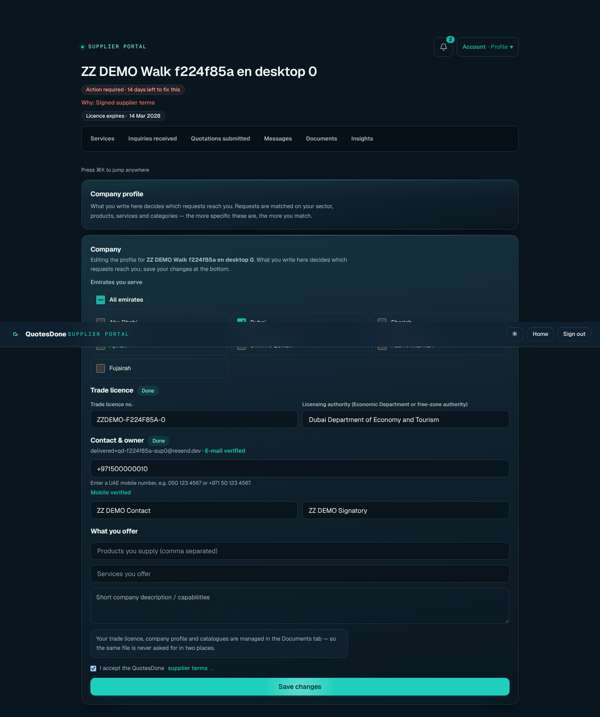 SUPPLIER PORTAL
2
Account · Profile ▾
ZZ DEMO Walk f224f85a en desktop 0
Action required · 14 days left to fix this
Why: Signed supplier terms
Licence expires · 14 Mar 2028
Services Inquiries received Quotations submitted Messages Documents Insights
Press ⌘K to jump anywhere
Company profile
What you write here decides which requests reach you. Requests are matched on your sector,
products, services and categories — the more specific these are, the more you match.
Company
Editing the profile for ZZ DEMO Walk f224f85a en desktop 0. What you write here decides which
requests reach you; save your changes at the bottom.
Emirates you serve
All emirates
QuotesDone SUPPLIER PORTAL Home Sign out
Fujairah
Trade licence Done
Trade licence no. Licensing authority (Economic Department or free-zone authority)
ZZDEMO-F224F85A-0 Dubai Department of Economy and Tourism
Contact & owner Done
delivered+qd-f224f85a-sup0@resend.dev · E-mail verified
+971500000010
Enter a UAE mobile number, e.g. 050 123 4567 or +971 50 123 4567
Mobile verified
ZZ DEMO Contact ZZ DEMO Signatory
What you offer
Products you supply (comma separated)
Services you offer
Short company description / capabilities
Your trade licence, company profile and catalogues are managed in the Documents tab — so
the same file is never asked for in two places.
I accept the QuotesDone supplier terms ...
Save changes